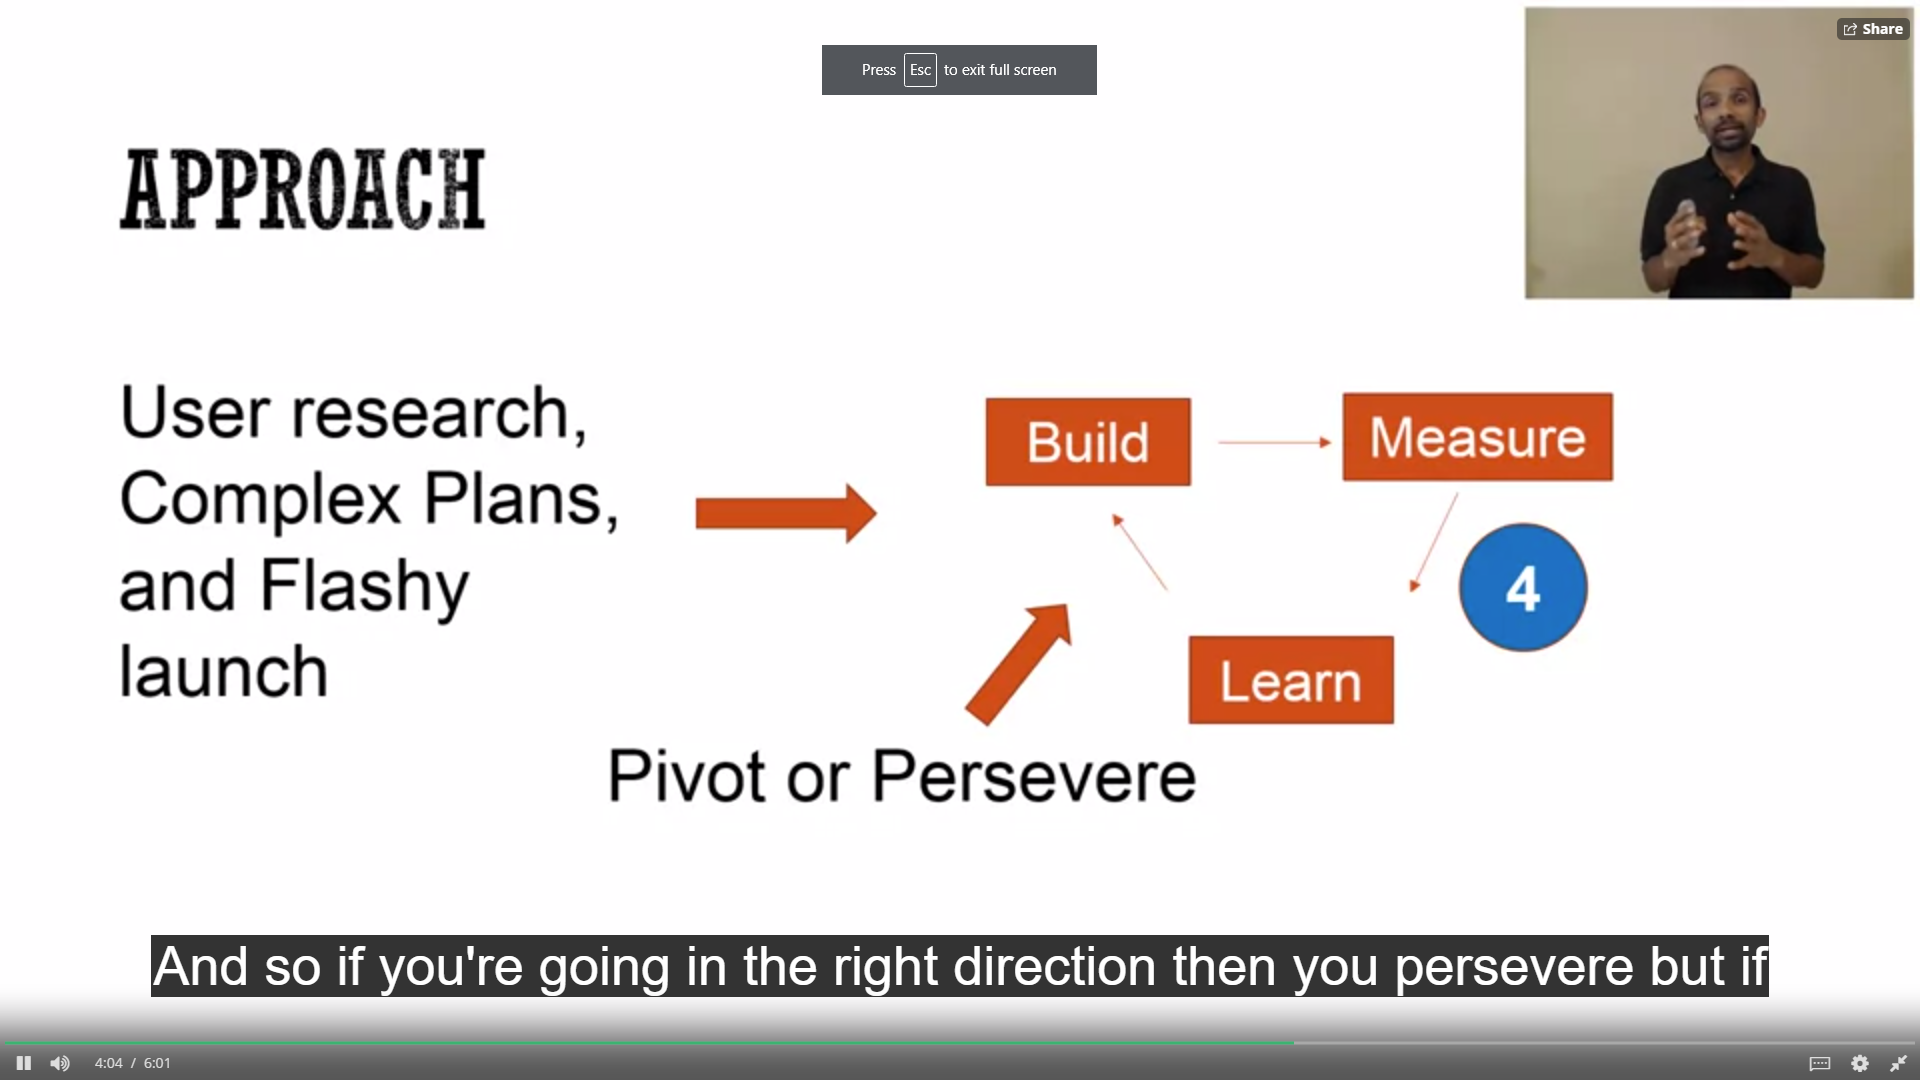 Share
Press Esc to exit full screen
APPROACH
User research,
Complex Plans,
and Flashy
launch
Build
Measure
4
Learn
Pivot or Persevere
And so if you're going in the right direction then you persevere but if
4:04 / 6:01